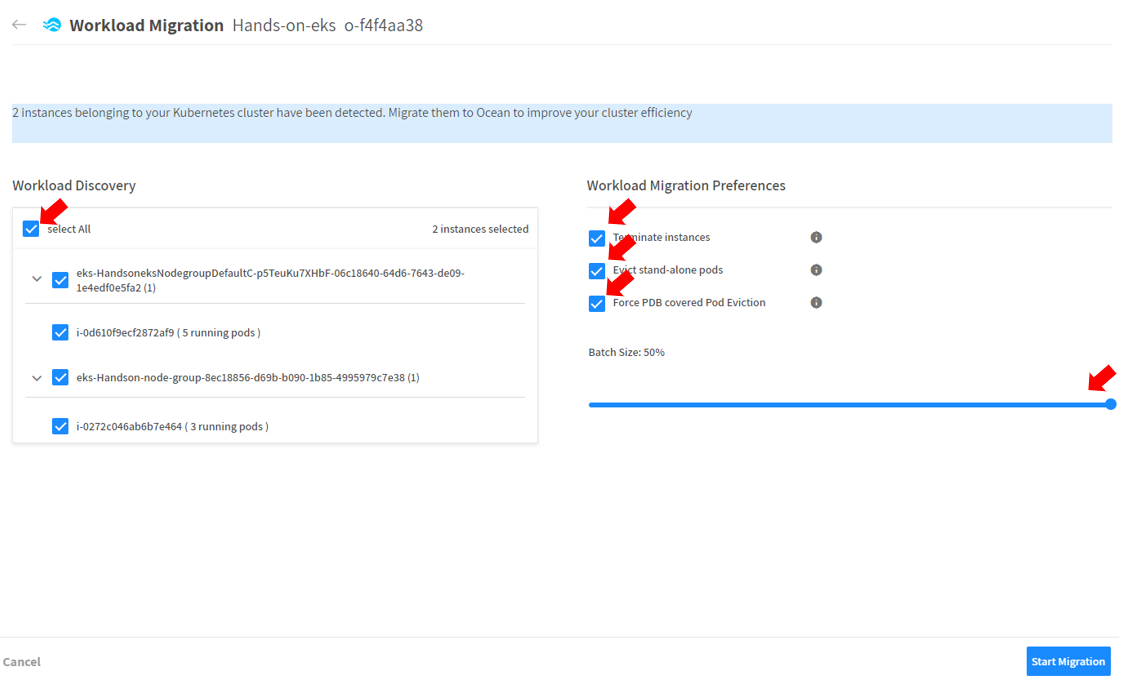 Workload Migration Hands-on-eks o-f4f4aa38
2 instances belonging to your Kubernetes cluster have been detected. Migrate them to Ocean to improve your cluster efficiency
Workload Discovery
select All
2 instances selected
eks-HandsoneksNodegroupDefaultC-p5TeuKu7XHbF-06c18640-64d6-7643-de09-
1e4edf0e5fa2 (1)
i-0d610f9ecf2872af9 ( 5 running pods )
eks-Handson-node-group-8ec18856-d69b-b090-1b85-4995979c7e38 (1)
i-0272c046ab6b7e464 ( 3 running pods )
Workload Migration Preferences
Terminate instances
Evict stand-alone pods
Force PDB covered Pod Eviction
Batch Size: 50%
Cancel
Start Migration